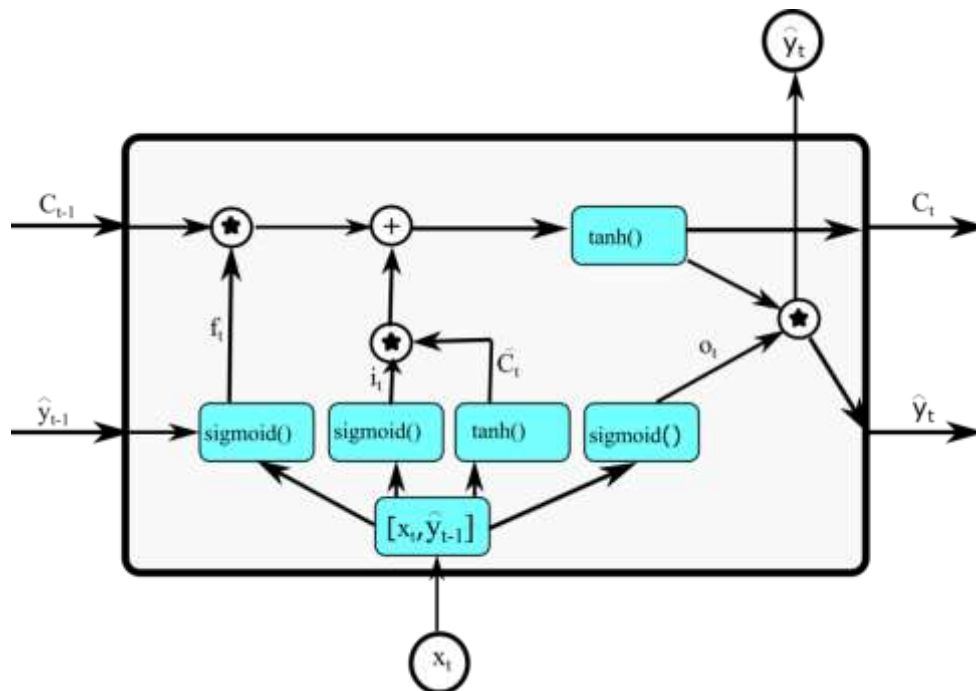 ŷₜ
Cₜ₋₁
Cₜ
+
tanh()
fₜ
C̃ₜ
oₜ
iₜ
ŷₜ₋₁
ŷₜ
sigmoid()
sigmoid()
tanh()
sigmoid()
[xₜ,ŷₜ₋₁]
xₜ